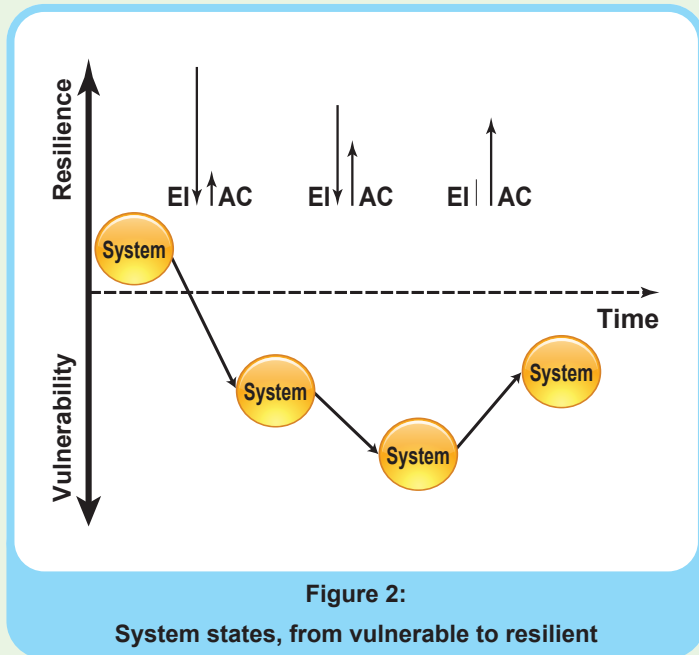 Resilience
EI AC
EI AC
EI AC
System
Time
System
System
System
Vulnerability
Figure 2:
System states, from vulnerable to resilient